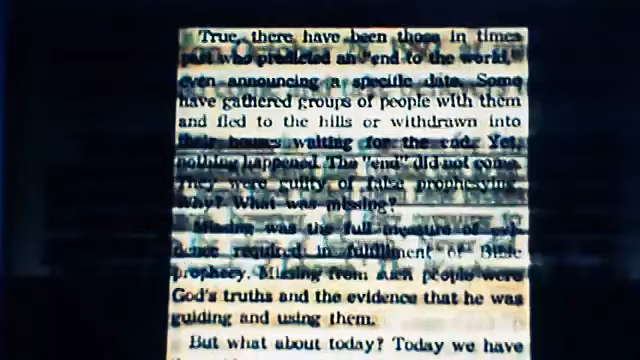 True, there have been those in times
past who predicted an "end to the world,"
even announcing a specific date. Some
have gathered groups of people with them
and fled to the hills or withdrawn into
their houses waiting for the end. Yet,
nothing happened. The "end" did not come.
They were guilty of false prophesying.
Why? What was missing?
Missing was the full measure of evi-
dence required in fulfillment of Bible
prophecy. Missing from such people were
God's truths and the evidence that he was
guiding and using them.
But what about today? Today we have